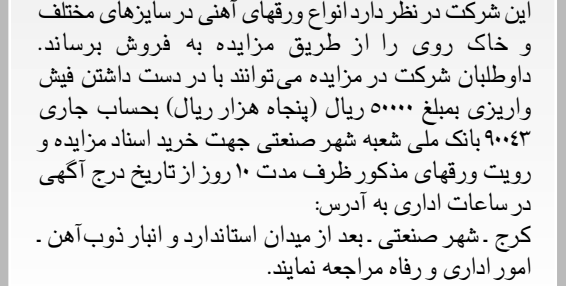 این شرکت در نظر دارد انواع ورقهای آهنی در سایزهای مختلف
و خاک روی را از طریق مزایده به فروش برساند.
داوطلبان شرکت در مزایده می‌توانند با در دست داشتن فیش
واریزی بمبلغ ۵۰۰۰۰ ریال (پنجاه هزار ریال) بحساب جاری
۹۰۰۴۳ بانک ملی شعبه شهر صنعتی جهت خرید اسناد مزایده و
رویت ورقهای مذکور ظرف مدت ۱۰ روز از تاریخ درج آگهی
در ساعات اداری به آدرس:
کرج ـ شهر صنعتی ـ بعد از میدان استاندارد و انبار ذوب‌آهن ـ
امور اداری و رفاه مراجعه نمایند.